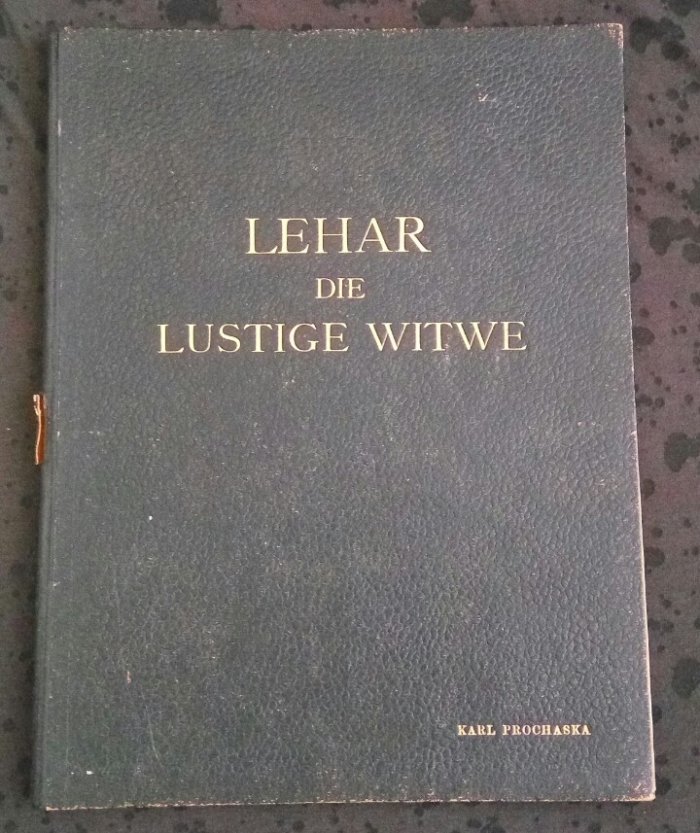 LEHAR
DIE
LUSTIGE WITWE
KARL PROCHASKA